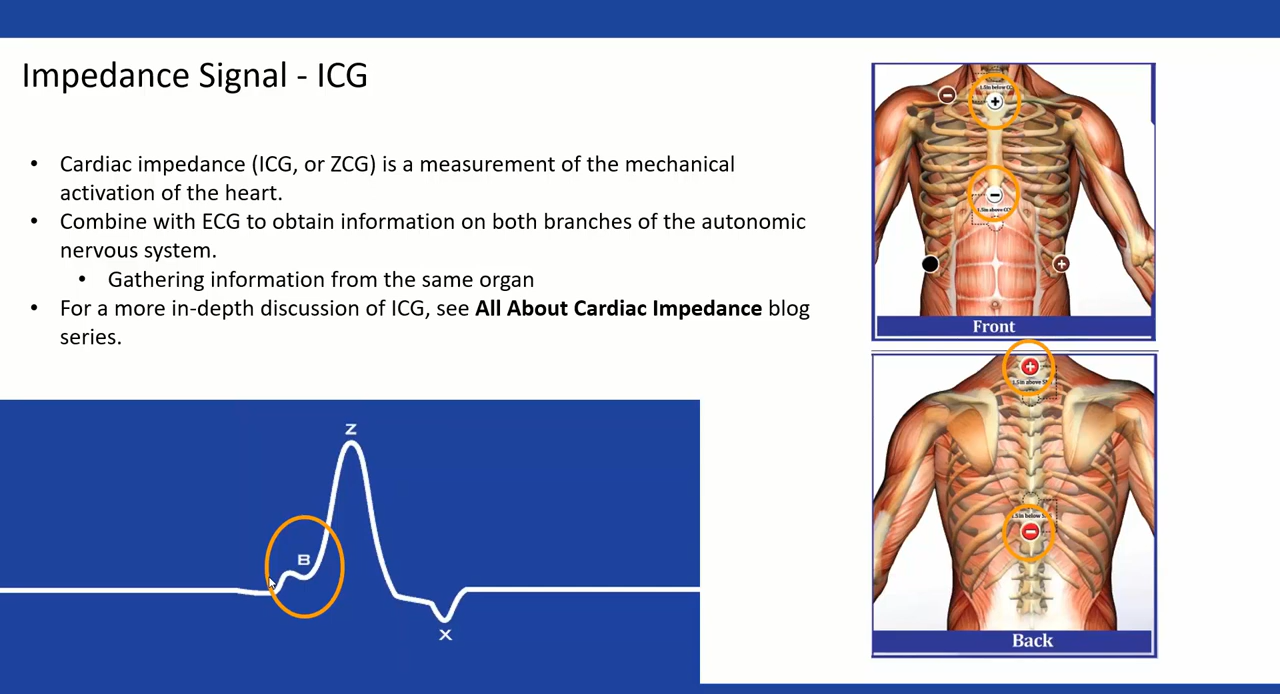 Impedance Signal - ICG
• Cardiac impedance (ICG, or ZCG) is a measurement of the mechanical
activation of the heart.
• Combine with ECG to obtain information on both branches of the autonomic
nervous system.
• Gathering information from the same organ
• For a more in-depth discussion of ICG, see All About Cardiac Impedance blog
series.
Z
B
X
− +
−
+
Front
+
−
Back